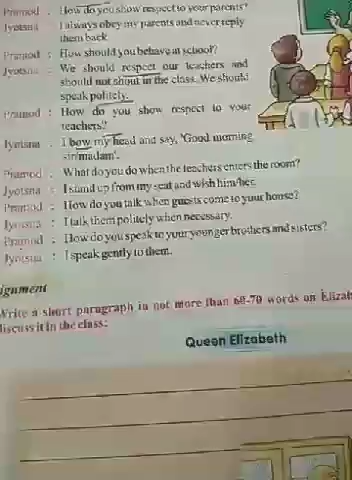 Pramod : How do you show respect to your parents?
Jyotsna : I always obey my parents and never reply
them back.
Pramod : How should you behave at school?
Jyotsna : We should respect our teachers and
should not shout in the class. We should
speak politely.
Pramod : How do you show respect to your
teachers?
Jyotsna : I bow my head and say, 'Good morning
sir/madam'.
Pramod : What do you do when the teachers enters the room?
Jyotsna : I stand up from my seat and wish him/her.
Pramod : How do you talk when guests come to your house?
Jyotsna : I talk them politely when necessary.
Pramod : How do you speak to your younger brothers and sisters?
Jyotsna : I speak gently to them.
ignment
Write a short paragraph in not more than 60-70 words on Elizab
discuss it in the class:
Queen Elizabeth